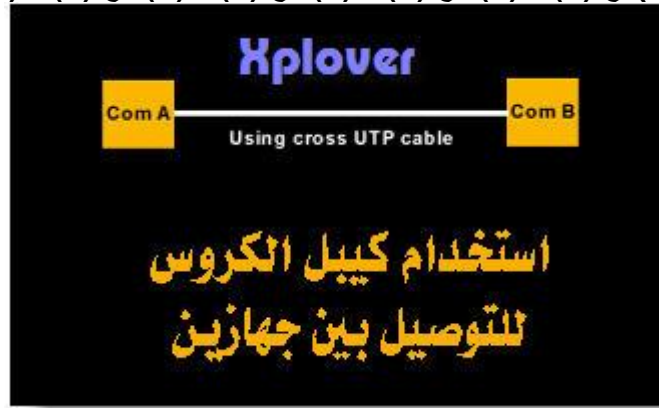 Xplover
Com A
Com B
Using cross UTP cable
استخدام كيبل الكروس
للتوصيل بين جهازين